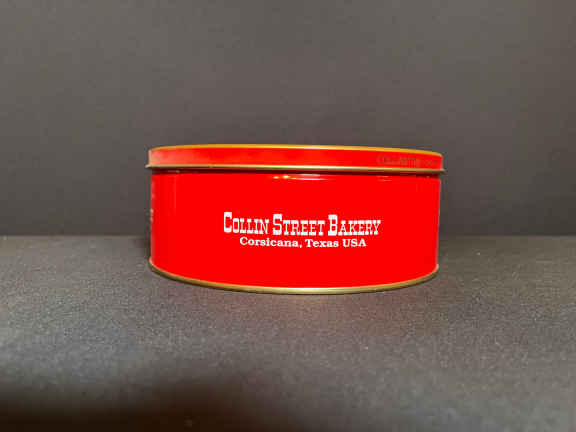 Collin Street Bakery
Corsicana, Texas USA